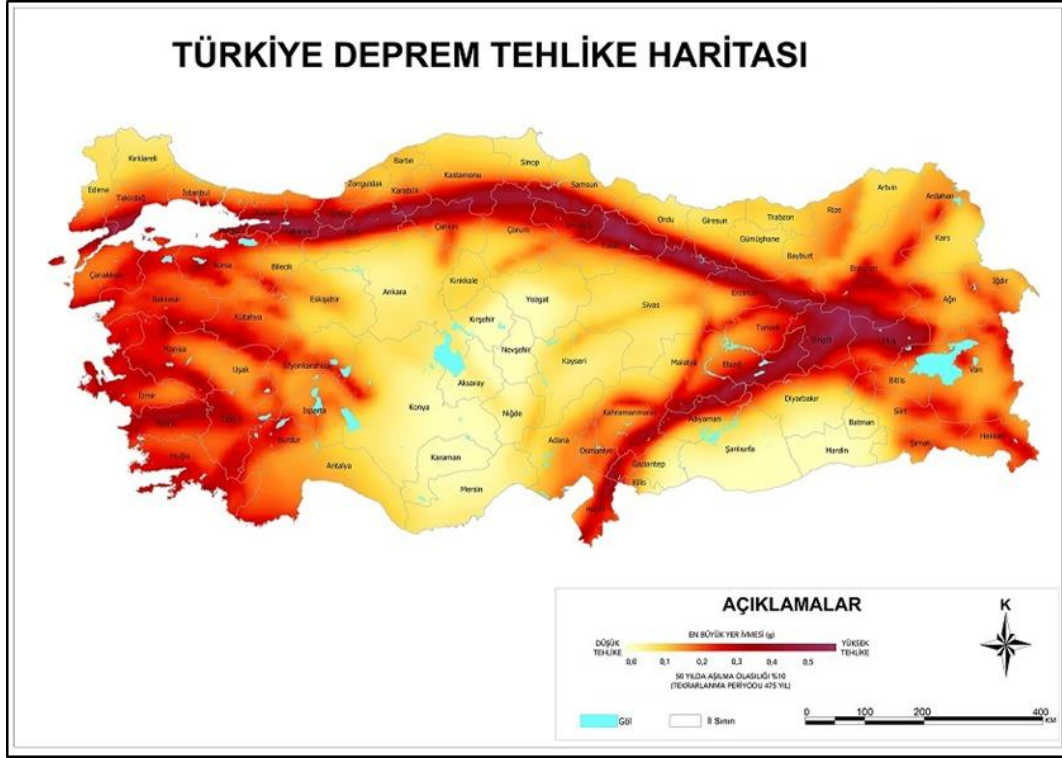 TÜRKİYE DEPREM TEHLİKE HARİTASI
Kırklareli
Edirne
Tekirdağ
İstanbul
Zonguldak
Bartın
Karabük
Kastamonu
Sinop
Samsun
Ordu
Giresun
Trabzon
Rize
Artvin
Ardahan
Kars
Gümüşhane
Bayburt
Iğdır
Ağrı
Çankırı
Çorum
Bilecik
Bursa
Çanakkale
Balıkesir
Kütahya
Eskişehir
Ankara
Kırıkkale
Yozgat
Sivas
Erzincan
Kırşehir
Nevşehir
Kayseri
Tunceli
Bingöl
Muş
Elazığ
Malatya
Bitlis
Van
Manisa
Uşak
Afyonkarahisar
İzmir
Aksaray
Konya
Niğde
Kahramanmaraş
Adıyaman
Diyarbakır
Batman
Siirt
Şırnak
Hakkari
Isparta
Burdur
Muğla
Antalya
Karaman
Mersin
Adana
Osmaniye
Gaziantep
Kilis
Şanlıurfa
Mardin
AÇIKLAMALAR
K
EN BÜYÜK YER İVMESİ (g)
DÜŞÜK TEHLİKE
YÜKSEK TEHLİKE
0,0 0,1 0,2 0,3 0,4 0,5
50 YILDA AŞILMA OLASILIĞI %10
(TEKRARLANMA PERİYODU 475 YIL)
Göl
İl Sınırı
0 100 200 400
KM